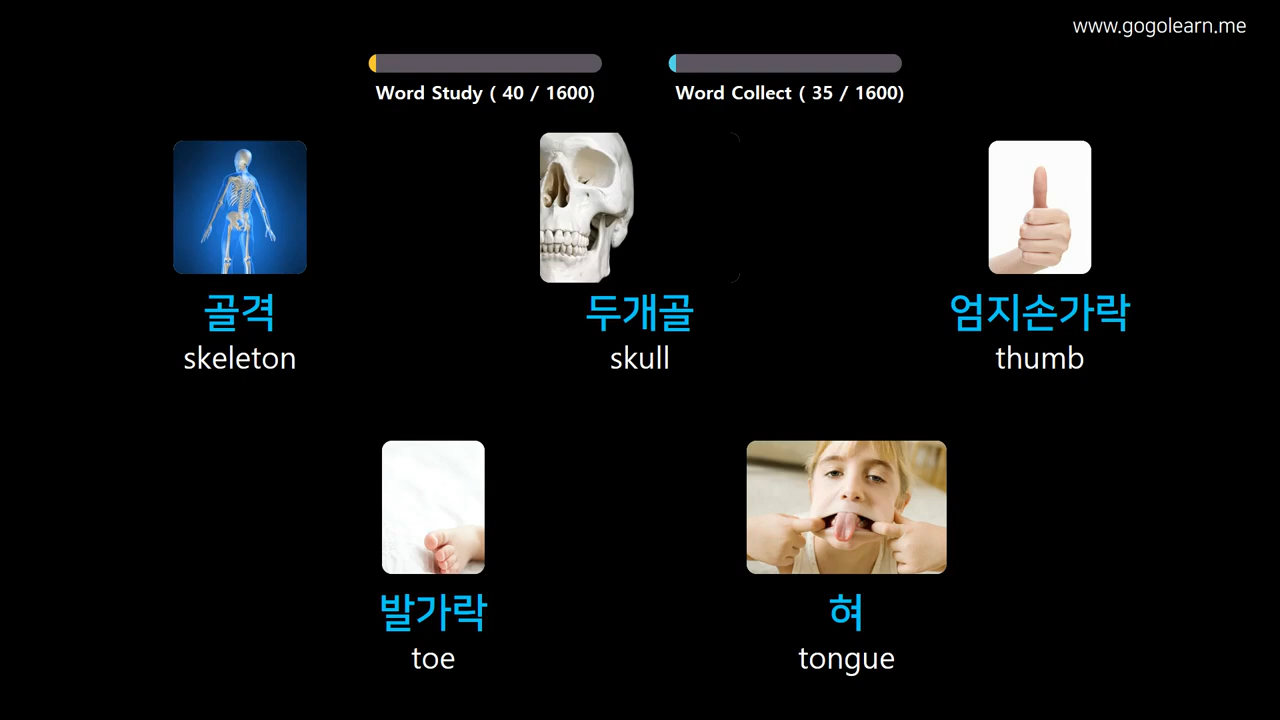 www.gogolearn.me
Word Study ( 40 / 1600)
Word Collect ( 35 / 1600)
골격
skeleton
두개골
skull
엄지손가락
thumb
발가락
toe
혀
tongue